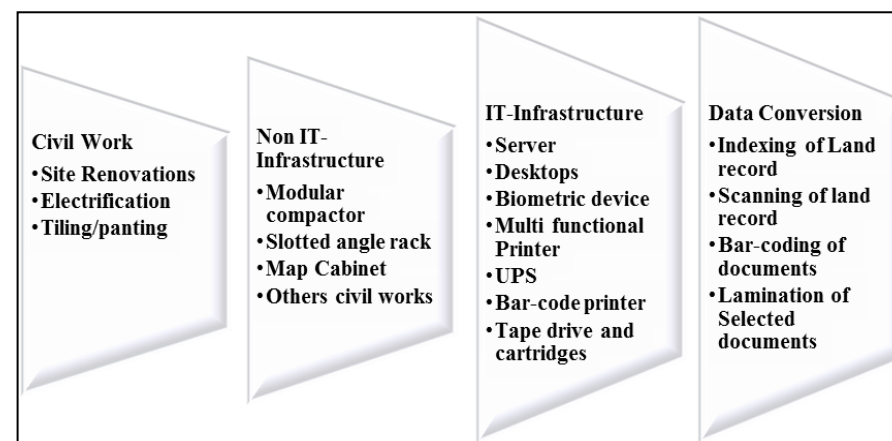 Civil Work
•Site Renovations
•Electrification
•Tiling/panting
Non IT-
Infrastructure
•Modular
compactor
•Slotted angle rack
•Map Cabinet
•Others civil works
IT-Infrastructure
•Server
•Desktops
•Biometric device
•Multi functional
Printer
•UPS
•Bar-code printer
•Tape drive and
cartridges
Data Conversion
•Indexing of Land
record
•Scanning of land
record
•Bar-coding of
documents
•Lamination of
Selected
documents